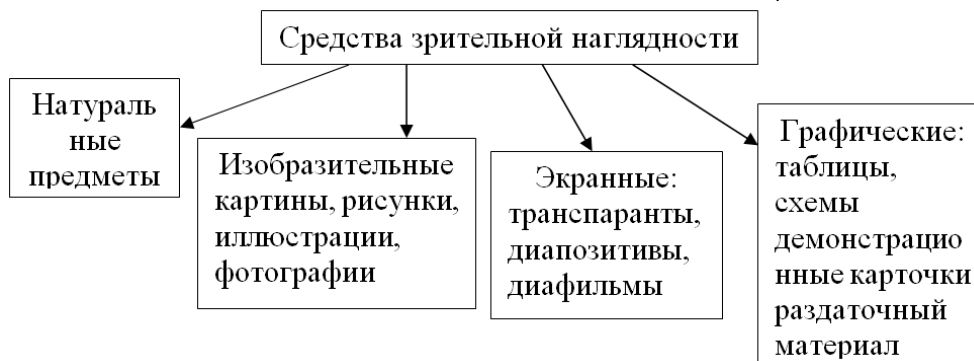 Средства зрительной наглядности
Натураль
ные
предметы
Изобразительные
картины, рисунки,
иллюстрации,
фотографии
Экранные:
транспаранты,
диапозитивы,
диафильмы
Графические:
таблицы,
схемы
демонстрацио
нные карточки
раздаточный
материал